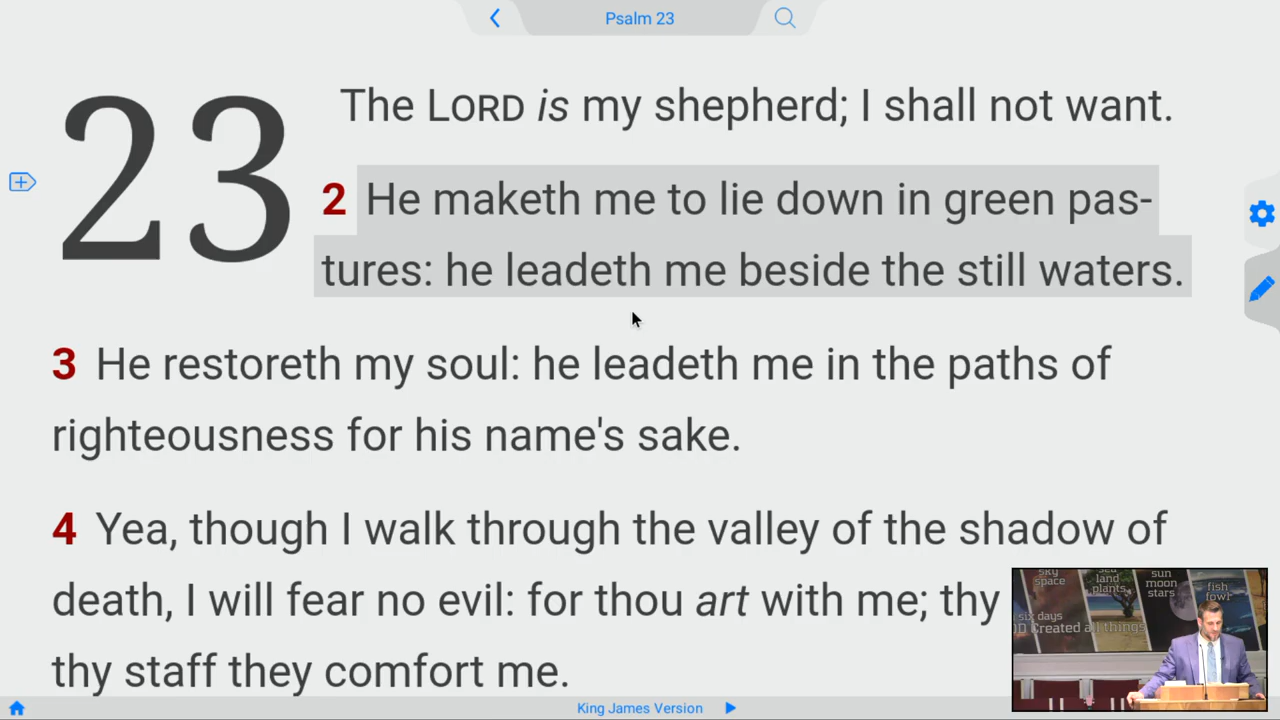 Psalm 23
23
The LORD is my shepherd; I shall not want.
2 He maketh me to lie down in green pas-
tures: he leadeth me beside the still waters.
3 He restoreth my soul: he leadeth me in the paths of
righteousness for his name's sake.
4 Yea, though I walk through the valley of the shadow of
death, I will fear no evil: for thou art with me; thy
thy staff they comfort me.
sky
space
sea
land
plants
sun
moon
stars
fish
fowl
six days
Created all things
King James Version